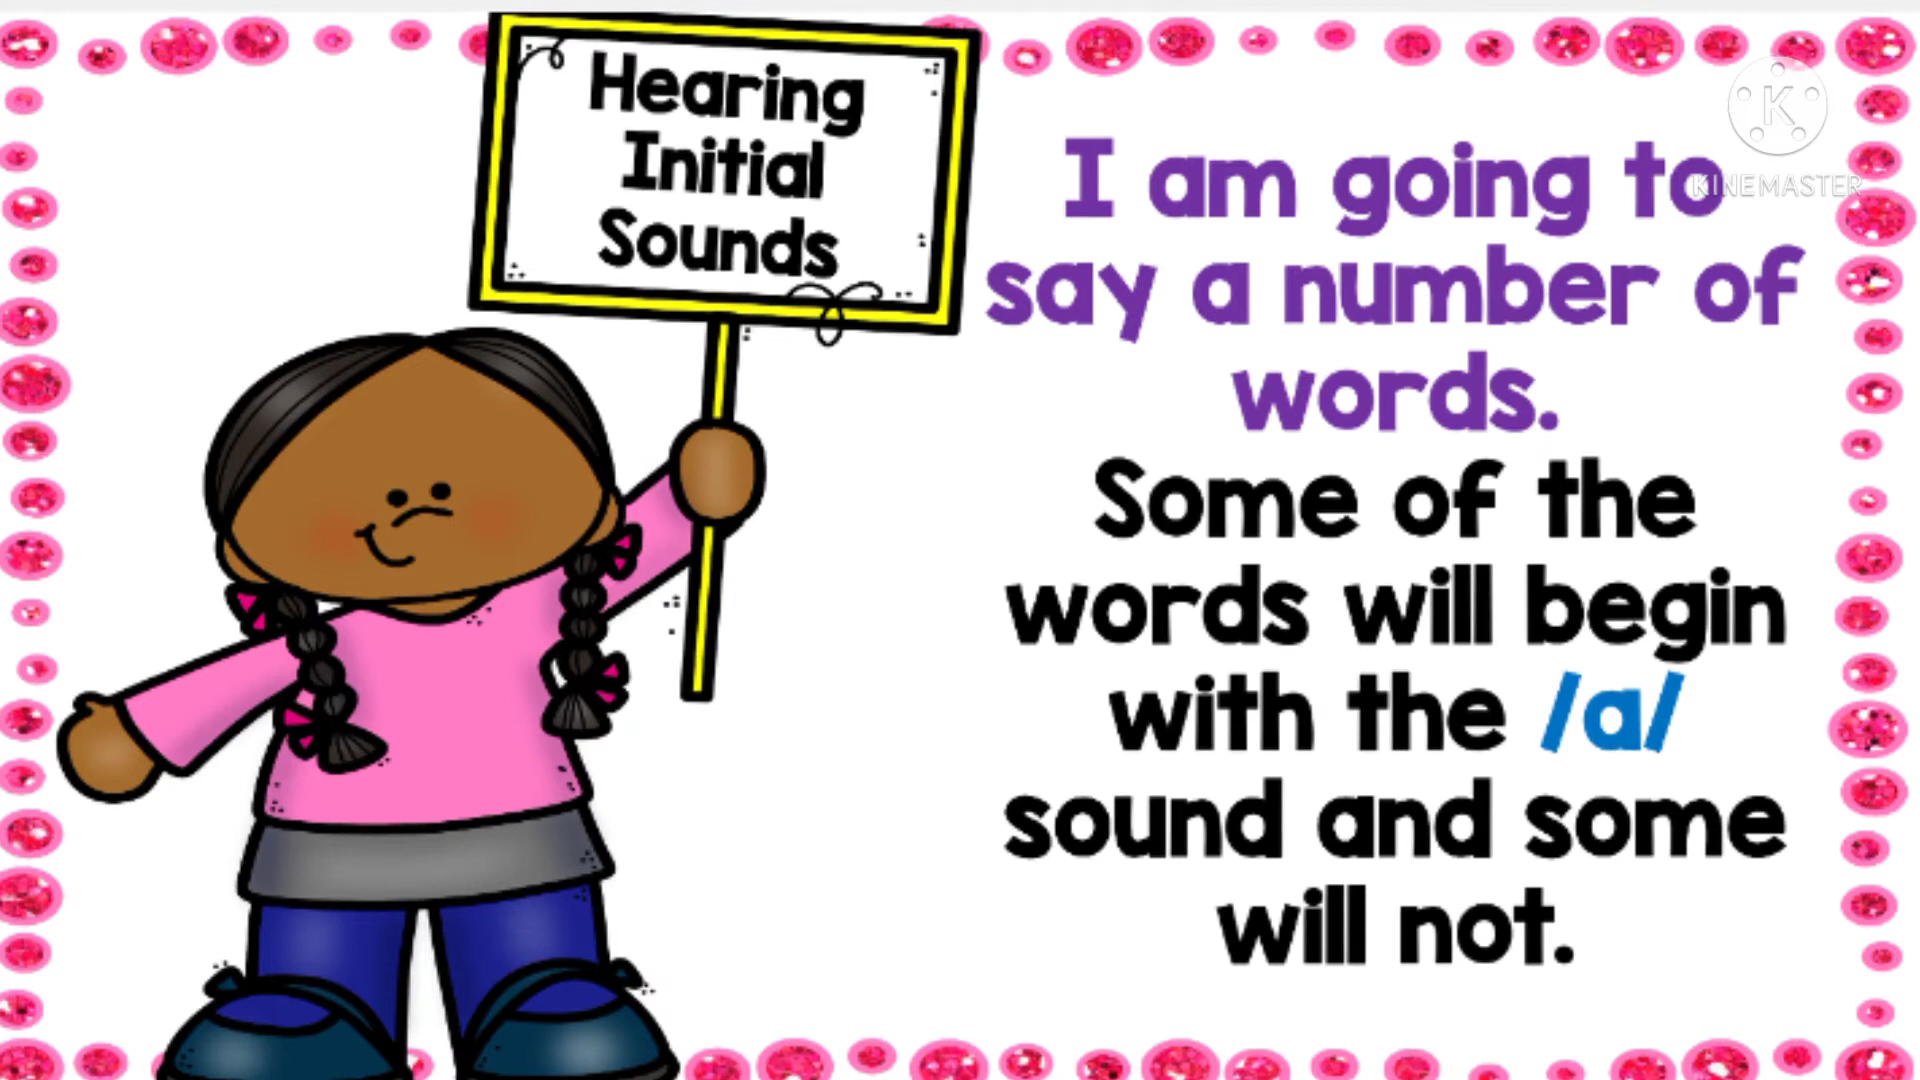 Hearing
Initial
Sounds
I am going to
say a number of
words.
Some of the
words will begin
with the /a/
sound and some
will not.
K
KINEMASTER